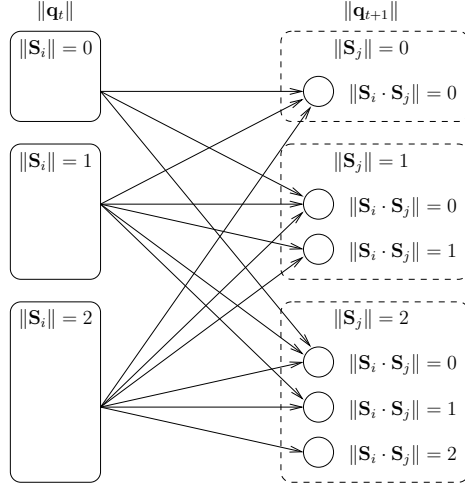 ‖q_t‖ ‖q_{t+1}‖
‖S_i‖ = 0 ‖S_j‖ = 0
‖S_i · S_j‖ = 0
‖S_i‖ = 1 ‖S_j‖ = 1
‖S_i · S_j‖ = 0
‖S_i · S_j‖ = 1
‖S_i‖ = 2 ‖S_j‖ = 2
‖S_i · S_j‖ = 0
‖S_i · S_j‖ = 1
‖S_i · S_j‖ = 2